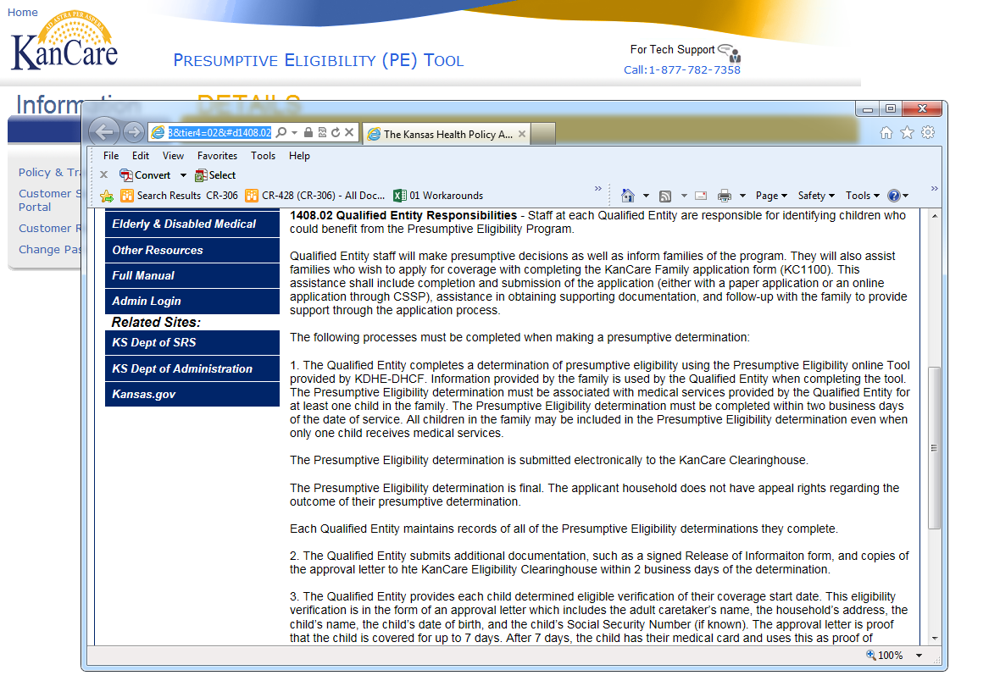 Home
AD ASTRA PER ASPERA
KanCare
PRESUMPTIVE ELIGIBILITY (PE) TOOL
For Tech Support
Call:1-877-782-7358
Information
DETAILS
Policy & Tra
Customer S
Portal
Customer R
Change Pas
8&tier4=02&#d1408.02
The Kansas Health Policy A...
File Edit View Favorites Tools Help
Convert Select
Search Results CR-306 CR-428 (CR-306) - All Doc... 01 Workarounds
Page Safety Tools
Elderly & Disabled Medical
Other Resources
Full Manual
Admin Login
Related Sites:
KS Dept of SRS
KS Dept of Administration
Kansas.gov
1408.02 Qualified Entity Responsibilities - Staff at each Qualified Entity are responsible for identifying children who
could benefit from the Presumptive Eligibility Program.
Qualified Entity staff will make presumptive decisions as well as inform families of the program. They will also assist
families who wish to apply for coverage with completing the KanCare Family application form (KC1100). This
assistance shall include completion and submission of the application (either with a paper application or an online
application through CSSP), assistance in obtaining supporting documentation, and follow-up with the family to provide
support through the application process.
The following processes must be completed when making a presumptive determination:
1. The Qualified Entity completes a determination of presumptive eligibility using the Presumptive Eligibility online Tool
provided by KDHE-DHCF. Information provided by the family is used by the Qualified Entity when completing the tool.
The Presumptive Eligibility determination must be associated with medical services provided by the Qualified Entity for
at least one child in the family. The Presumptive Eligibility determination must be completed within two business days
of the date of service. All children in the family may be included in the Presumptive Eligibility determination even when
only one child receives medical services.
The Presumptive Eligibility determination is submitted electronically to the KanCare Clearinghouse.
The Presumptive Eligibility determination is final. The applicant household does not have appeal rights regarding the
outcome of their presumptive determination.
Each Qualified Entity maintains records of all of the Presumptive Eligibility determinations they complete.
2. The Qualified Entity submits additional documentation, such as a signed Release of Informaiton form, and copies of
the approval letter to hte KanCare Eligibility Clearinghouse within 2 business days of the determination.
3. The Qualified Entity provides each child determined eligible verification of their coverage start date. This eligibility
verification is in the form of an approval letter which includes the adult caretaker's name, the household's address, the
child's name, the child's date of birth, and the child's Social Security Number (if known). The approval letter is proof
that the child is covered for up to 7 days. After 7 days, the child has their medical card and uses this as proof of
100%